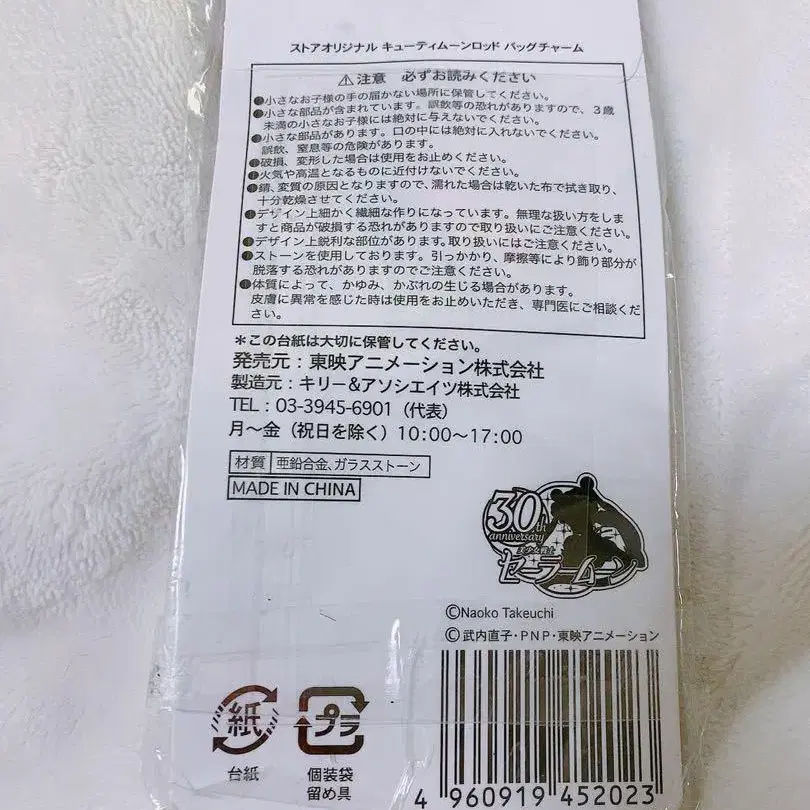 ストアオリジナル キューティムーンロッド バッグチャーム
⚠注意 必ずお読みください
●小さなお子様の手の届かない場所に保管してください。
●小さな部品が含まれています。誤飲等の恐れがありますので、3歳
未満の小さなお子様には絶対に与えないでください。
●小さな部品があります。口の中には絶対に入れないでください。
誤飲、窒息等の危険があります。
●破損、変形した場合は使用をお止めください。
●火気や高温となるものに近付けないでください。
●錆、変質の原因となりますので、濡れた場合は乾いた布で拭き取り、
十分乾燥させてください。
●デザイン上細かく繊細な作りになっています。無理な扱い方をしま
すと商品が破損する恐れがありますので取り扱いにご注意ください。
●デザイン上鋭利な部位があります。取り扱いにはご注意ください。
●ストーンを使用しております。引っかかり、摩擦等により飾り部分が
脱落する恐れがありますのでご注意ください。
●体質によって、かゆみ、かぶれの生じる場合があります。
皮膚に異常を感じた時は使用をお止めいただき、専門医にご相談くだ
さい。
＊この台紙は大切に保管してください。
発売元：東映アニメーション株式会社
製造元：キリー&アソシエイツ株式会社
TEL：03-3945-6901（代表）
月〜金（祝日を除く）10:00〜17:00
材質 亜鉛合金、ガラスストーン
MADE IN CHINA
30th
anniversary
美少女戦士
セーラームーン
©Naoko Takeuchi
© 武内直子・PNP・東映アニメーション
紙
台紙
プラ
個装袋
留め具
4 960919 452023